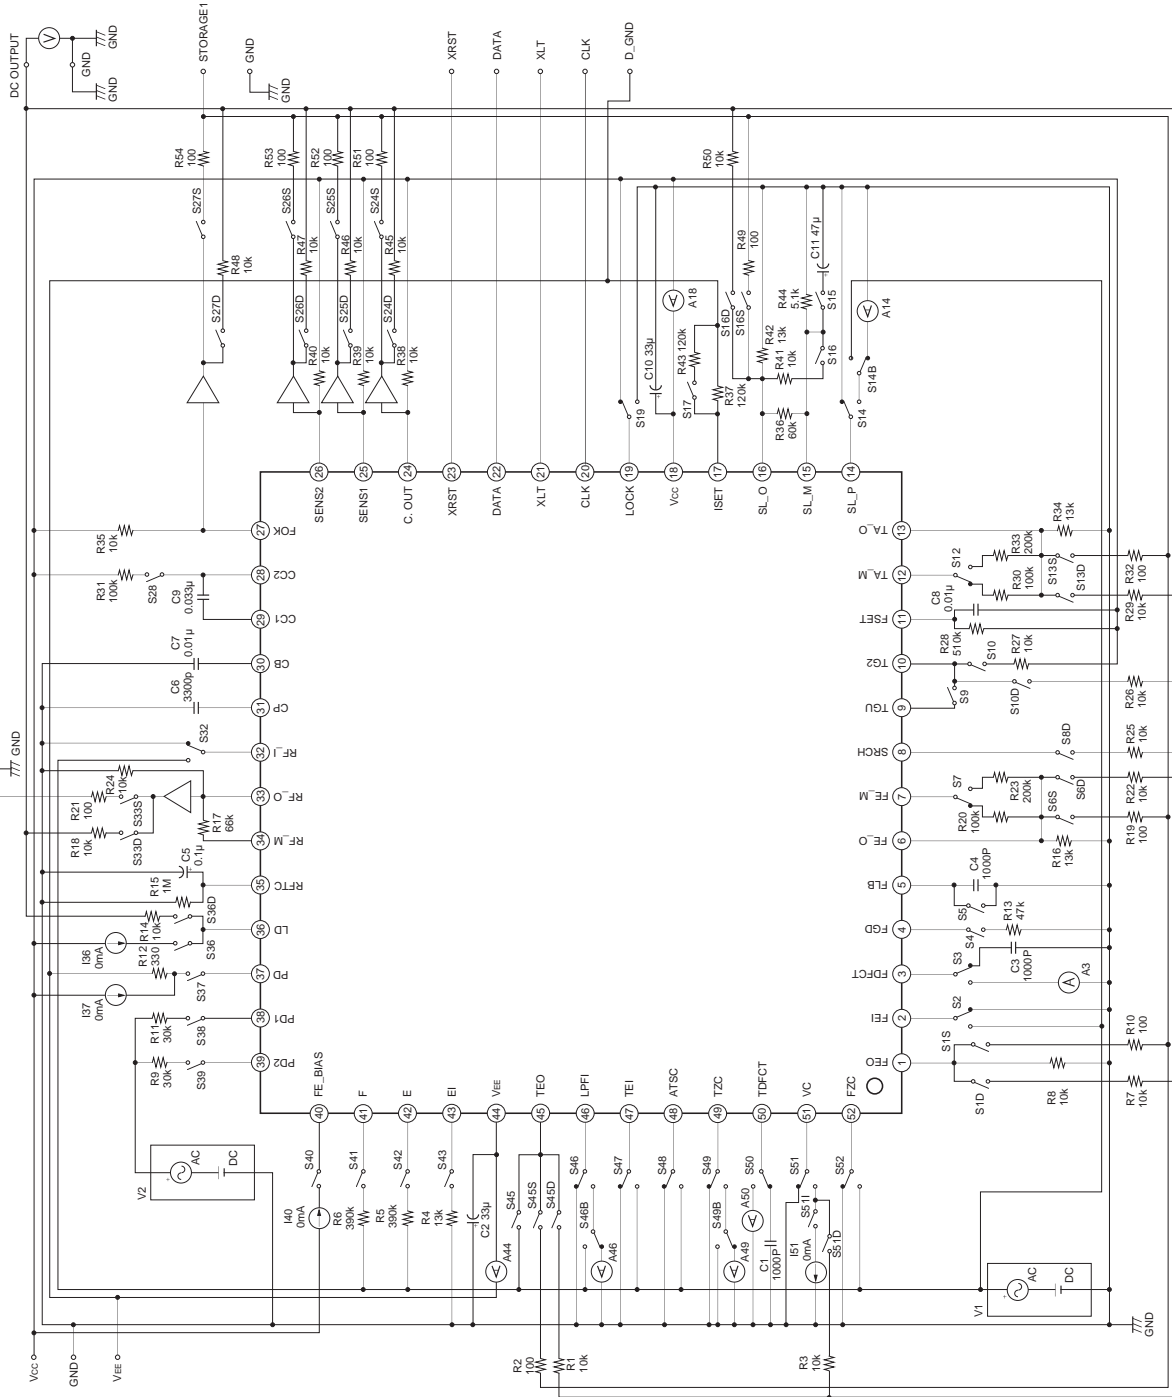 DC OUTPUT
V
GND
GND
GND
STORAGE1
GND
GND
XRST
DATA
XLT
CLK
D_GND
R54
100
R53
100
R52
100
R51
100
S27S
S26S
S25S
S24S
R48
10k
R47
10k
R46
10k
R45
10k
S27D
S26D
S25D
S24D
R40
10k
R39
10k
R38
10k
R50
10k
R49
100
S16D
S16S
C11 47µ
R44
5.1k
S15
S16
R42
13k
R41
10k
R36
60k
C10 33µ
A
A18
R43 120k
S17
R37
120k
S19
A
A14
S14B
S14
26
SENS2
25
SENS1
24
C. OUT
23
XRST
22
DATA
21
XLT
20
CLK
19
LOCK
18
Vcc
17
ISET
16
SL_O
15
SL_M
14
SL_P
R35
10k
R31
100k
S28
C9
0.033µ
C7
0.01µ
C6
3300p
S32
GND
R24
10k
R21
100
S33S
R18
10k
S33D
R17
66k
C5
0.1µ
R15
1M
S36D
R14
10k
S36
I36
0mA
R12
330
S37
I37
0mA
R11
30k
S38
R9
30k
S39
27
FOK
28
CC2
29
CC1
30
CB
31
CP
32
RF_I
33
RF_O
34
RF_M
35
RFTC
36
LD
37
PD
38
PD1
39
PD2
13
TA_O
12
TA_M
11
FSET
10
TG2
9
TGU
8
SRCH
7
FE_M
6
FE_O
5
FLB
4
FGD
3
FDFCT
2
FEI
1
FEO
R34
13k
R33
200k
S12
R30
100k
S13S
S13D
R32
100
R29
10k
C8
0.01µ
R28
510k
S10
R27
10k
S9
S10D
R26
10k
S8D
R25
10k
S7
R23
200k
R20
100k
S6S
S6D
R22
10k
R19
100
R16
13k
C4
1000P
S5
S4
R13
47k
S3
C3
1000P
A
A3
S2
S1S
R10
100
R8
10k
S1D
R7
10k
40
FE_BIAS
41
F
42
E
43
EI
44
VEE
45
TEO
46
LPFI
47
TEI
48
ATSC
49
TZC
50
TDFCT
51
VC
52
FZC
V2
AC
DC
S40
I40
0mA
S41
R6
390k
S42
R5
390k
S43
R4
13k
C2 33µ
A
A44
S45
S45S
S45D
S46
S46B
A
A46
S47
S48
S49
S49B
A
A49
S50
A
A50
C1
1000P
S51
S51I
I51
0mA
S51D
S52
V1
AC
DC
GND
R2
100
R1
10k
R3
10k
Vcc
GND
VEE